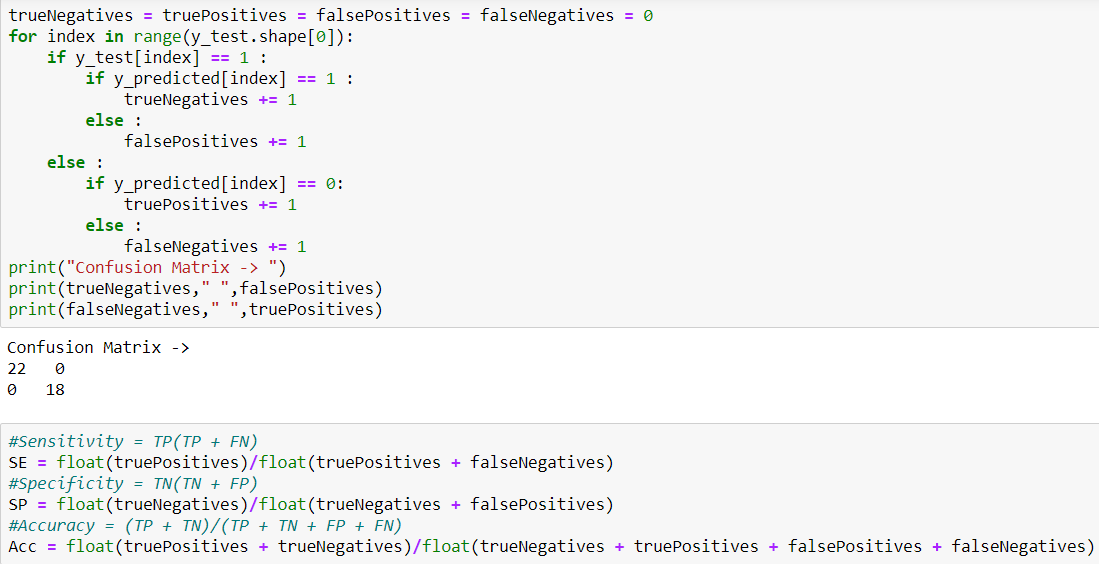 trueNegatives = truePositives = falsePositives = falseNegatives = 0
for index in range(y_test.shape[0]):
    if y_test[index] == 1 :
        if y_predicted[index] == 1 :
            trueNegatives += 1
        else :
            falsePositives += 1
    else :
        if y_predicted[index] == 0:
            truePositives += 1
        else :
            falseNegatives += 1
print("Confusion Matrix -> ")
print(trueNegatives," ",falsePositives)
print(falseNegatives," ",truePositives)
Confusion Matrix ->
22   0
0   18
#Sensitivity = TP(TP + FN)
SE = float(truePositives)/float(truePositives + falseNegatives)
#Specificity = TN(TN + FP)
SP = float(trueNegatives)/float(trueNegatives + falsePositives)
#Accuracy = (TP + TN)/(TP + TN + FP + FN)
Acc = float(truePositives + trueNegatives)/float(trueNegatives + truePositives + falsePositives + falseNegatives)